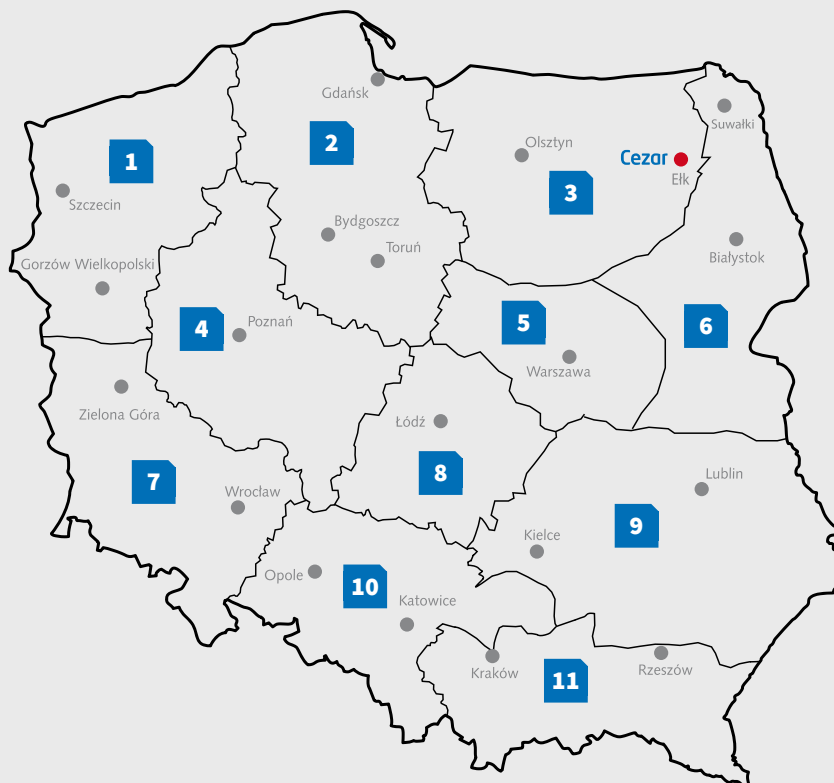 Gdańsk
Suwałki
2
1
Olsztyn
Cezar
Ełk
3
Szczecin
Bydgoszcz
Toruń
Białystok
Gorzów Wielkopolski
4
Poznań
5
6
Warszawa
Zielona Góra
Łódź
8
7
Lublin
Wrocław
9
Kielce
Opole
10
Katowice
Kraków
11
Rzeszów